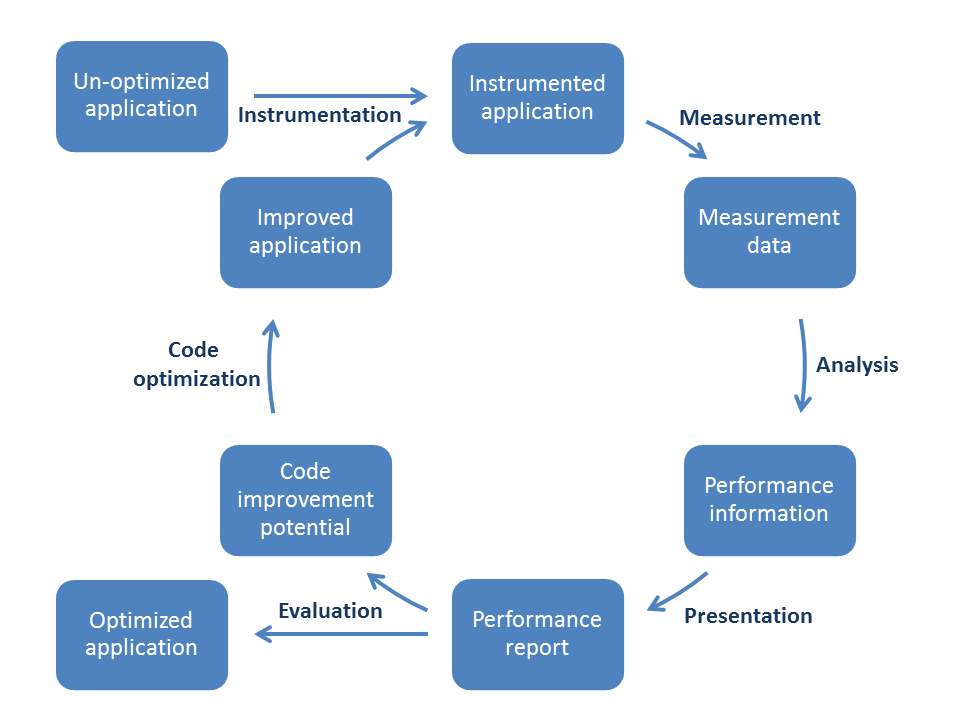 Un-optimized
application
Instrumentation
Instrumented
application
Measurement
Measurement
data
Analysis
Performance
information
Presentation
Performance
report
Evaluation
Optimized
application
Code
improvement
potential
Code
optimization
Improved
application